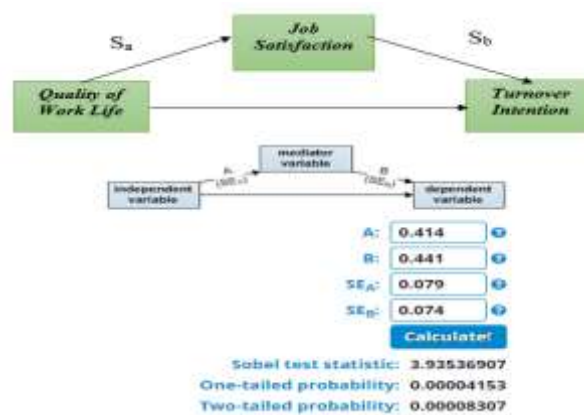 Job
Satisfaction
Sa
Sb
Quality of
Work Life
Turnover
Intention
mediator
variable
A
(SEA)
B
(SEB)
independent
variable
dependent
variable
A: 0.414
B: 0.441
SEA: 0.079
SEB: 0.074
Calculate!
Sobel test statistic: 3.93536907
One-tailed probability: 0.00004153
Two-tailed probability: 0.00008307